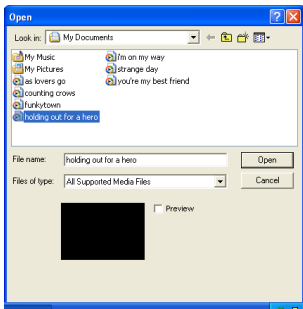 Open
Look in: My Documents
My Music
My Pictures
as lovers go
counting crows
funkytown
holding out for a hero
i'm on my way
strange day
you're my best friend
File name: holding out for a hero Open
Files of type: All Supported Media Files Cancel
Preview